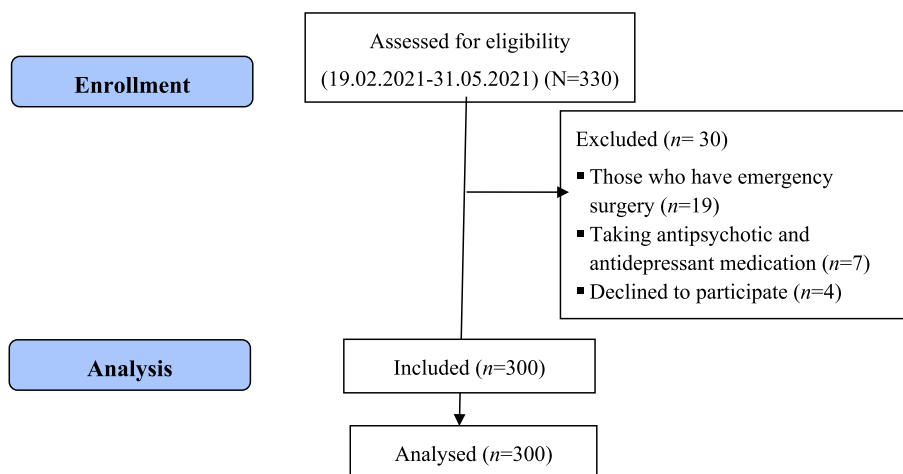 Enrollment
Assessed for eligibility
(19.02.2021-31.05.2021) (N=330)
Excluded (n= 30)
▪ Those who have emergency
surgery (n=19)
▪ Taking antipsychotic and
antidepressant medication (n=7)
▪ Declined to participate (n=4)
Analysis
Included (n=300)
Analysed (n=300)